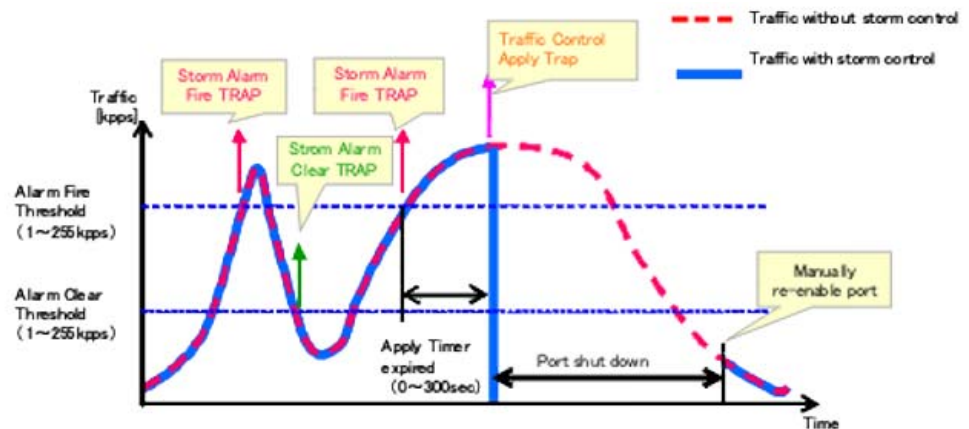 Traffic without storm control
Traffic with storm control
Traffic Control
Apply Trap
Storm Alarm
Fire TRAP
Storm Alarm
Fire TRAP
Traffic
[kpps]
Strom Alarm
Clear TRAP
Alarm Fire
Threshold
(1～255kpps)
Alarm Clear
Threshold
(1～255kpps)
Manually
re-enable port
Apply Timer
expired
(0～300sec)
Port shut down
Time